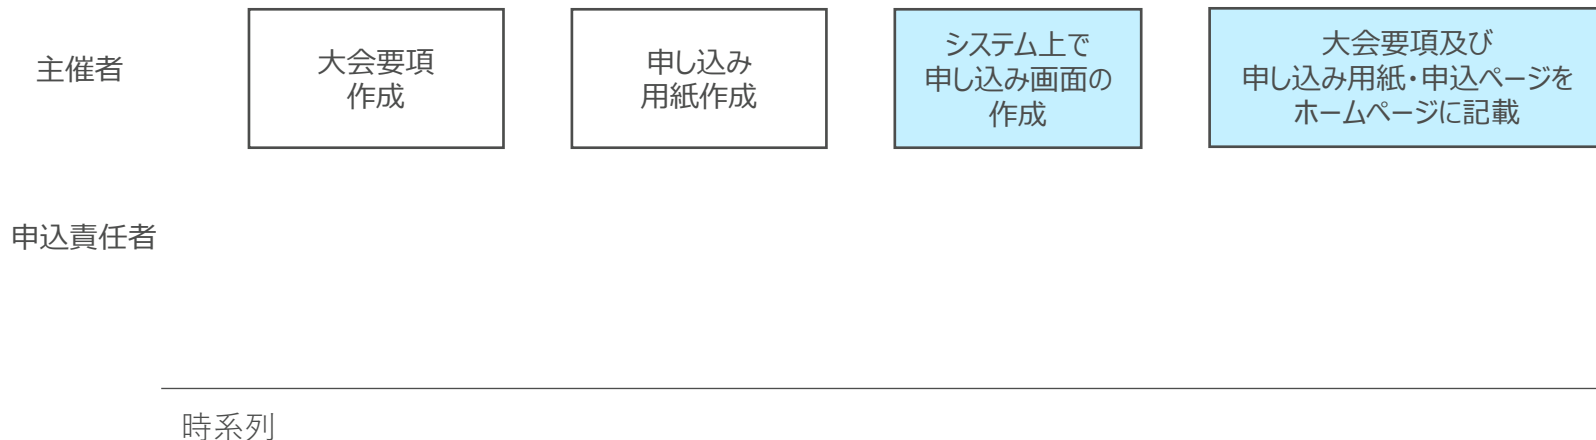 主催者
大会要項
作成
申し込み
用紙作成
システム上で
申し込み画面の
作成
大会要項及び
申し込み用紙・申込ページを
ホームページに記載
申込責任者
時系列